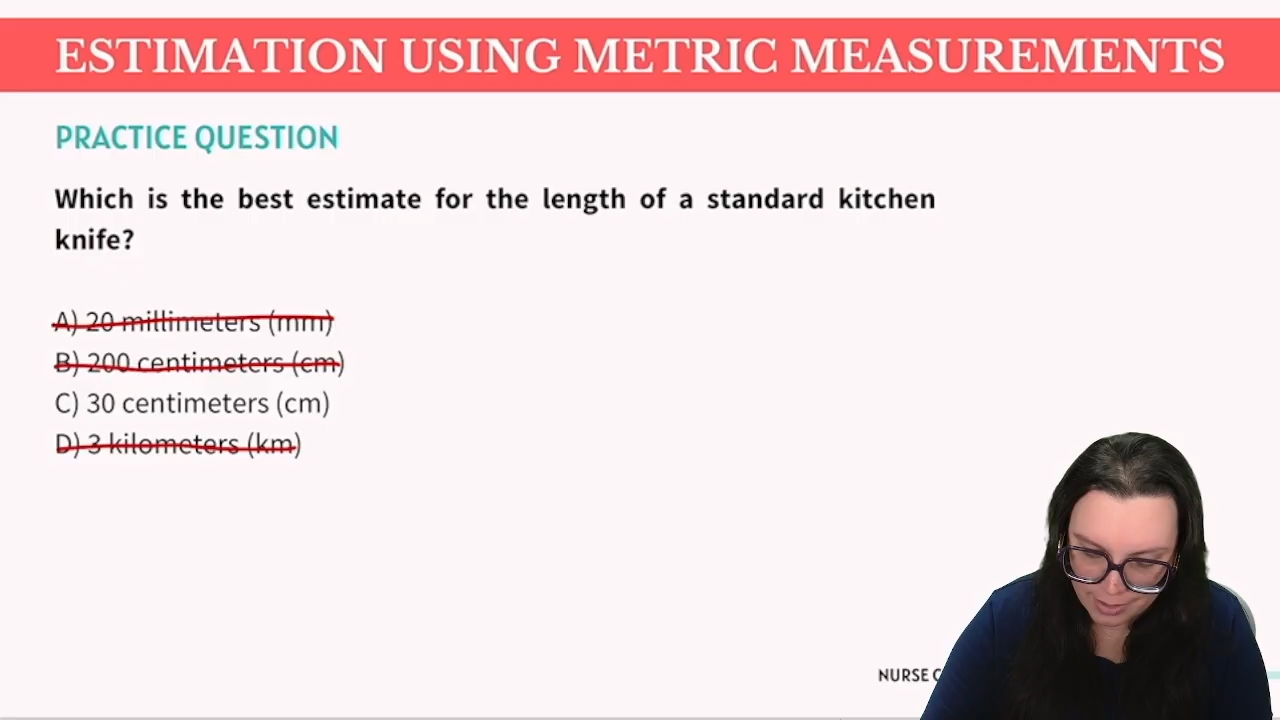 ESTIMATION USING METRIC MEASUREMENTS
PRACTICE QUESTION
Which is the best estimate for the length of a standard kitchen
knife?
A) 20 millimeters (mm)
B) 200 centimeters (cm)
C) 30 centimeters (cm)
D) 3 kilometers (km)
NURSE